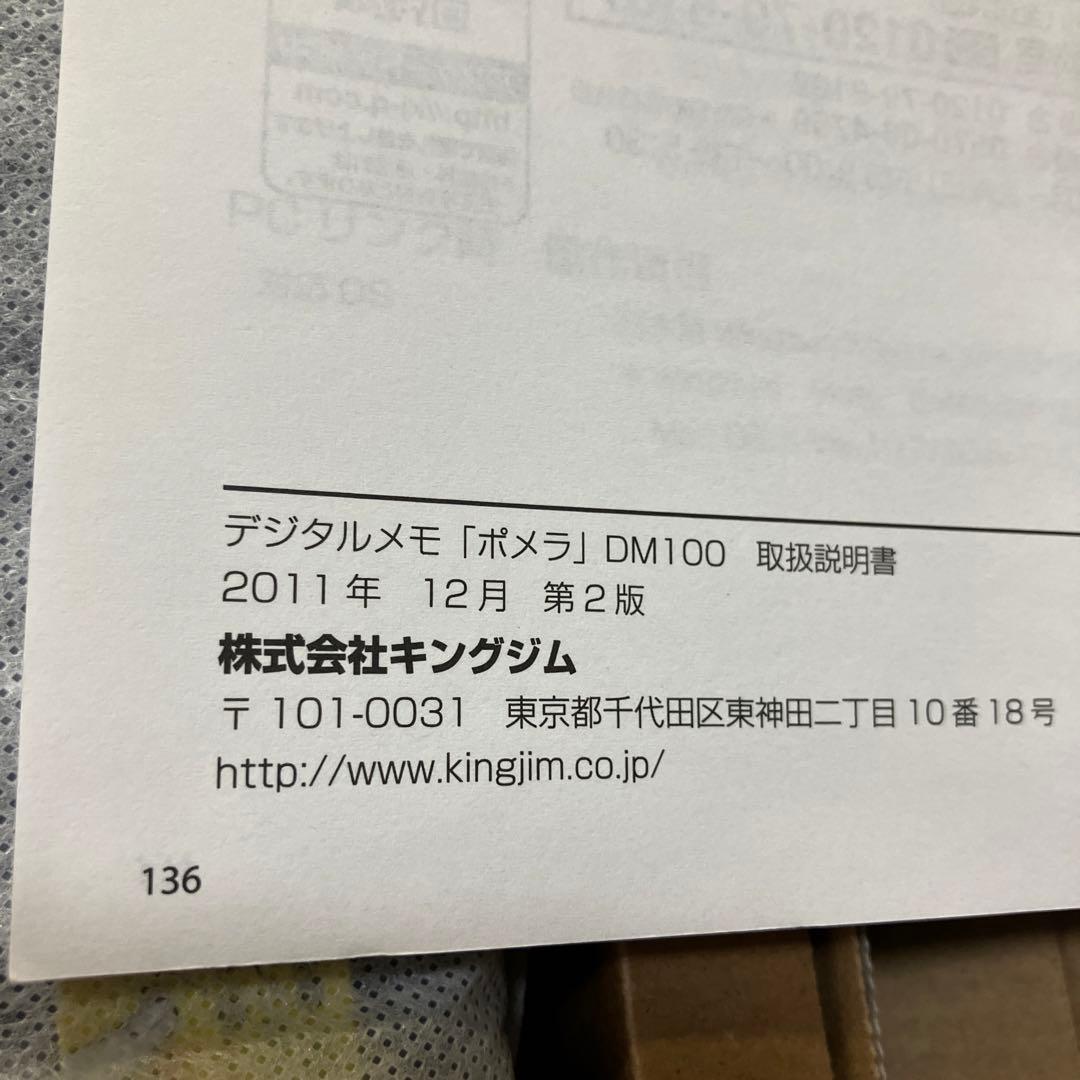 デジタルメモ「ポメラ」DM100 取扱説明書
2011年 12月 第2版
株式会社キングジム
〒101-0031 東京都千代田区東神田二丁目10番18号
http://www.kingjim.co.jp/
136